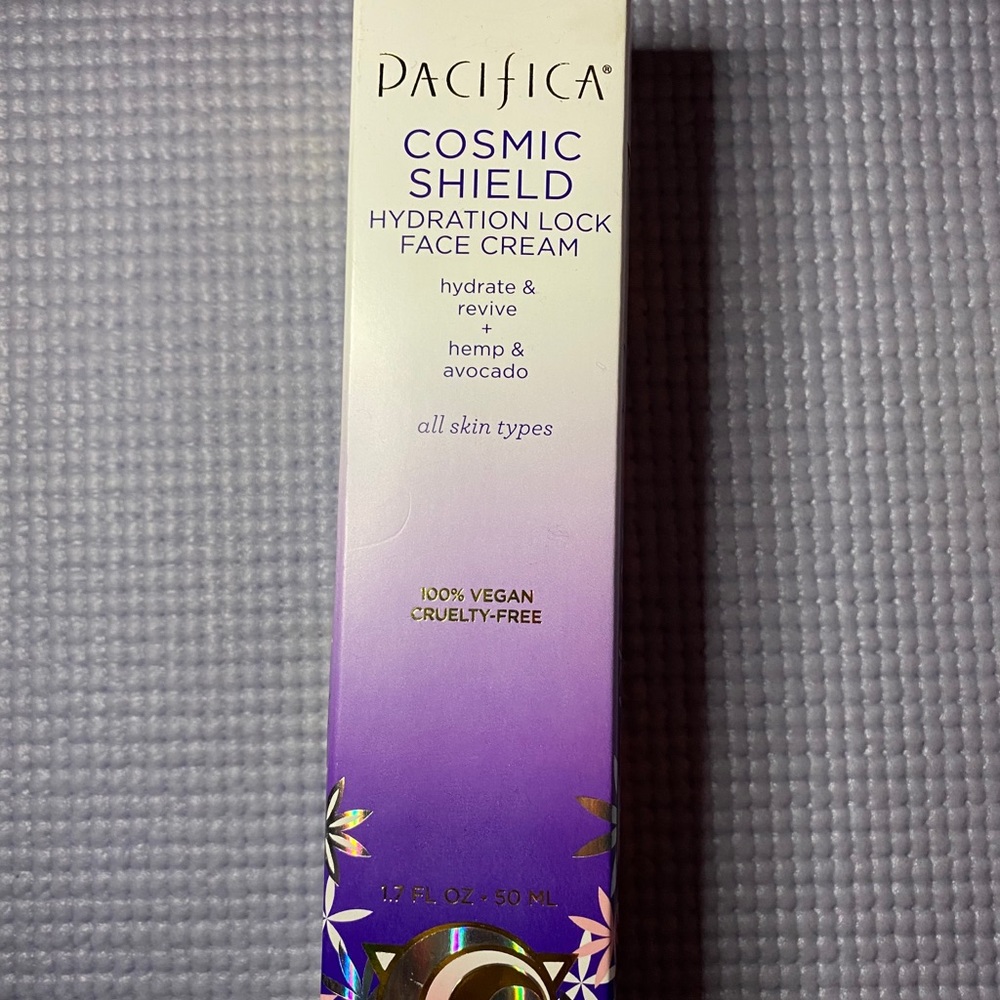 PACIFICA®
COSMIC
SHIELD
HYDRATION LOCK
FACE CREAM
hydrate &
revive
+
hemp &
avocado
all skin types
100% VEGAN
CRUELTY-FREE
1.7 FL OZ - 50 ML